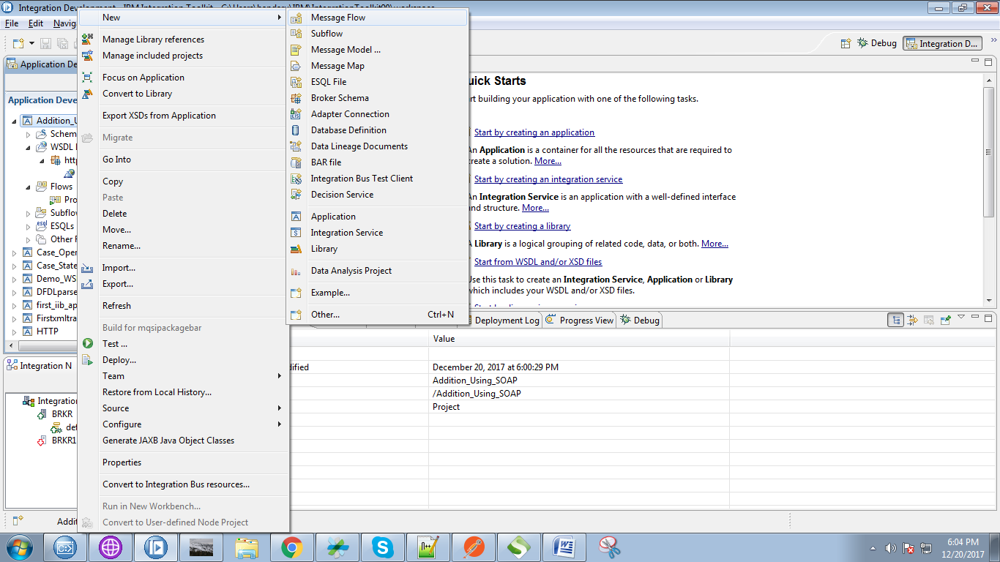 Integration Development - IBM Integration Toolkit - C:\Users\bandaru\IBM\IntegrationToolkit90\workspace
File Edit Navig
Debug
Integration D...
Application De
Application Deve
Addition_U
Schem
WSDL
http
Flows
Pro
Subflow
ESQLs
Other F
Case_Oper
Case_State
Demo_WS
DFDLparse
first_iib_ap
Firstxmltra
HTTP
Integration N
Integration
BRKR
def
BRKR1
Addit
New
Manage Library references
Manage included projects
Focus on Application
Convert to Library
Export XSDs from Application
Migrate
Go Into
Copy
Paste
Delete
Move...
Rename...
Import...
Export...
Refresh
Build for mqsipackagebar
Test ...
Deploy...
Team
Restore from Local History...
Source
Configure
Generate JAXB Java Object Classes
Properties
Convert to Integration Bus resources...
Run in New Workbench...
Convert to User-defined Node Project
Message Flow
Subflow
Message Model ...
Message Map
ESQL File
Broker Schema
Adapter Connection
Database Definition
Data Lineage Documents
BAR file
Integration Bus Test Client
Decision Service
Application
Integration Service
Library
Data Analysis Project
Example...
Other... Ctrl+N
uick Starts
rt building your application with one of the following tasks.
Start by creating an application
An Application is a container for all the resources that are required to
create a solution. More...
Start by creating an integration service
An Integration Service is an application with a well-defined interface
and structure. More...
Start by creating a library
A Library is a logical grouping of related code, data, or both. More...
Start from WSDL and/or XSD files
Use this task to create an Integration Service, Application or Library
which includes your WSDL and/or XSD files.
Deployment Log
Progress View
Debug
Value
dified
December 20, 2017 at 6:00:29 PM
Addition_Using_SOAP
/Addition_Using_SOAP
Project
6:04 PM
12/20/2017